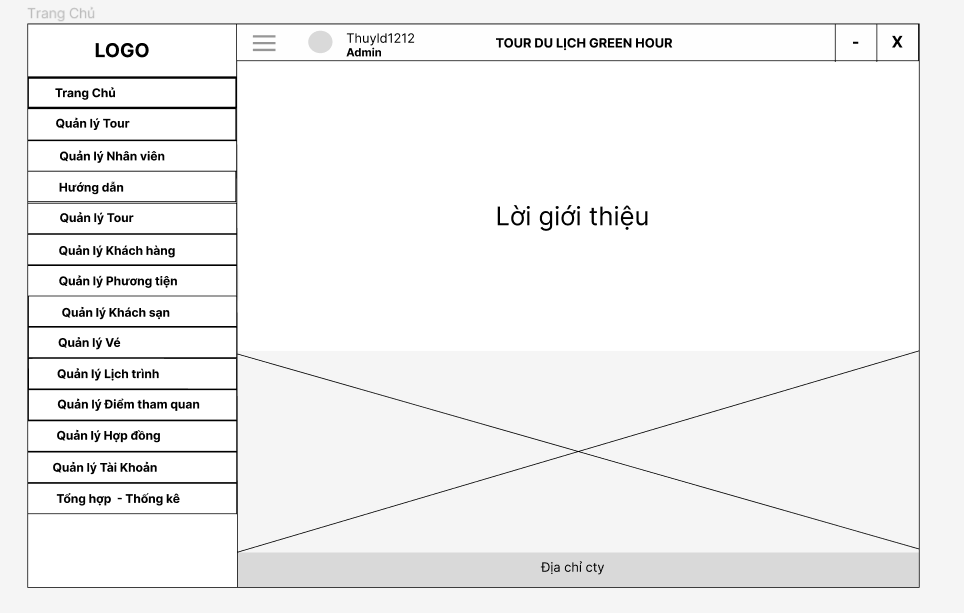 Trang Chủ
LOGO
Thuyld1212
Admin
TOUR DU LỊCH GREEN HOUR
-
X
Trang Chủ
Quản lý Tour
Quản lý Nhân viên
Hướng dẫn
Quản lý Tour
Quản lý Khách hàng
Quản lý Phương tiện
Quản lý Khách sạn
Quản lý Vé
Quản lý Lịch trình
Quản lý Điểm tham quan
Quản lý Hợp đồng
Quản lý Tài Khoản
Tổng hợp - Thống kê
Lời giới thiệu
Địa chỉ cty